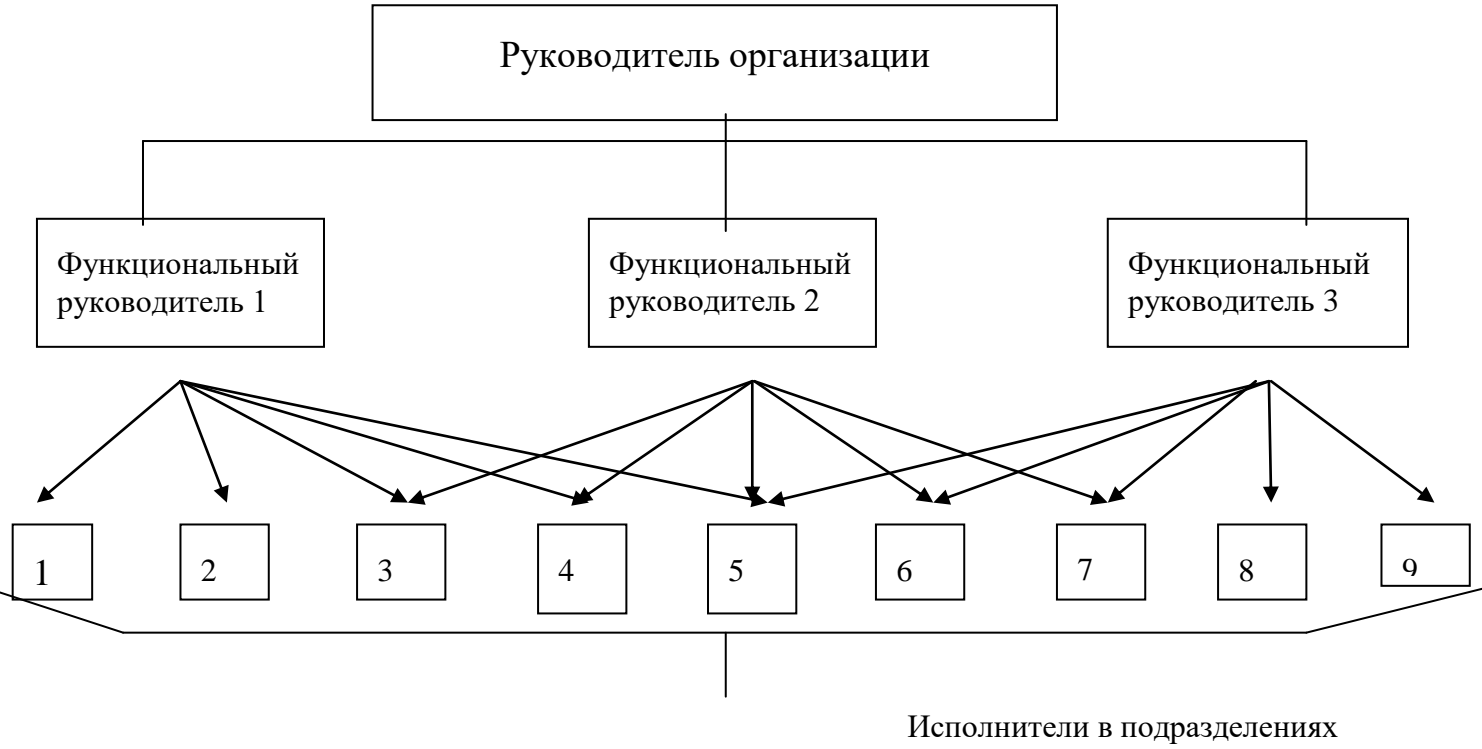 Руководитель организации
Функциональный
руководитель 1
Функциональный
руководитель 2
Функциональный
руководитель 3
1
2
3
4
5
6
7
8
9
Исполнители в подразделениях